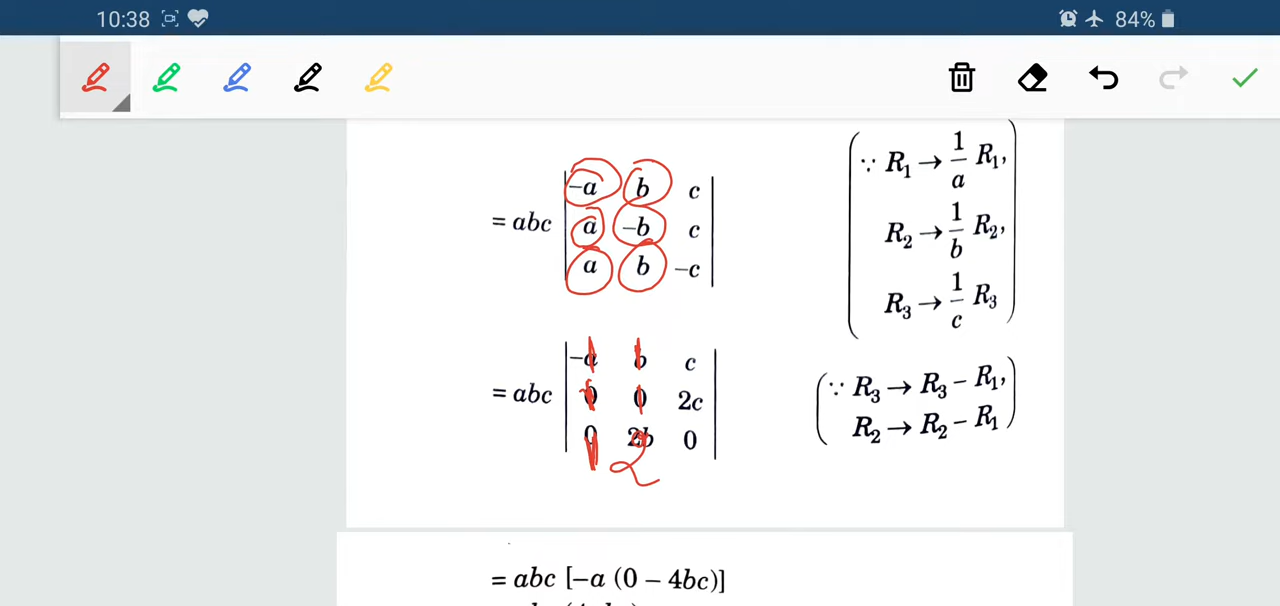 10:38 84%
= abc | -a b c |
| a -b c |
| a b -c |
( ∵ R₁ → 1/a R₁,
R₂ → 1/b R₂,
R₃ → 1/c R₃ )
= abc | -a b c |
| 0 0 2c |
| 0 2b 0 |
2
( ∵ R₃ → R₃ − R₁,
R₂ → R₂ − R₁ )
= abc [−a (0 − 4bc)]